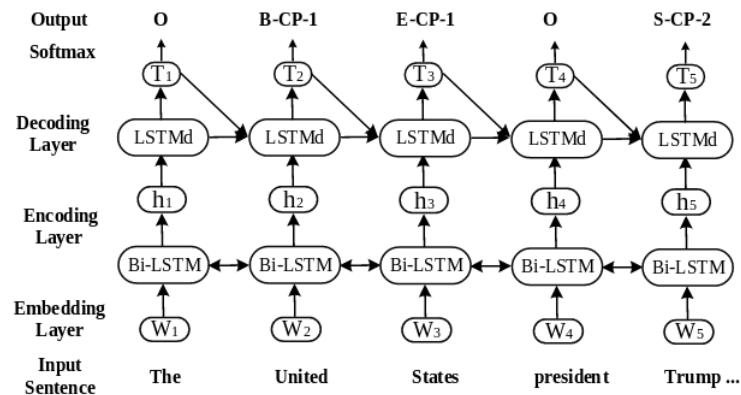 Output O B-CP-1 E-CP-1 O S-CP-2
Softmax
T1 T2 T3 T4 T5
Decoding
Layer
LSTMd LSTMd LSTMd LSTMd LSTMd
h1 h2 h3 h4 h5
Encoding
Layer
Bi-LSTM Bi-LSTM Bi-LSTM Bi-LSTM Bi-LSTM
Embedding
Layer
W1 W2 W3 W4 W5
Input
Sentence
The United States president Trump ...